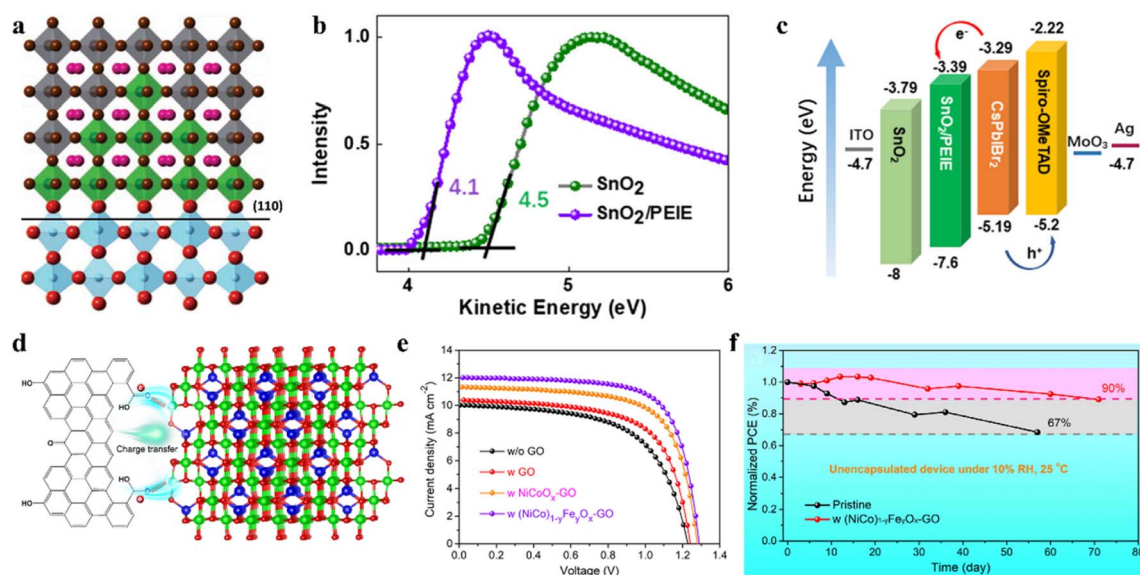 a
(110)
b
Intensity
1.0
0.5
0.0
4.1
4.5
SnO₂
SnO₂/PEIE
4
5
6
Kinetic Energy (eV)
c
Energy (eV)
e⁻
-2.22
-3.29
-3.39
-3.79
ITO
-4.7
SnO₂
SnO₂/PEIE
CsPbIBr₂
Spiro-OMeTAD
MoO₃
Ag
-4.7
-5.19
-5.2
-7.6
-8
h⁺
d
HO
HO
O
Charge transfer
HO
HO
e
Current density (mA cm⁻²)
14
12
10
8
6
4
2
0
w/o GO
w GO
w NiCoOₓ-GO
w (NiCo)₁₋yFeyOₓ-GO
0.0 0.2 0.4 0.6 0.8 1.0 1.2 1.4
Voltage (V)
f
Normalized PCE (%)
1.2
1.0
0.8
0.6
0.4
0.2
0.0
90%
67%
Unencapsulated device under 10% RH, 25 °C
Pristine
w (NiCo)₁₋yFeyOₓ-GO
0 10 20 30 40 50 60 70 80
Time (day)